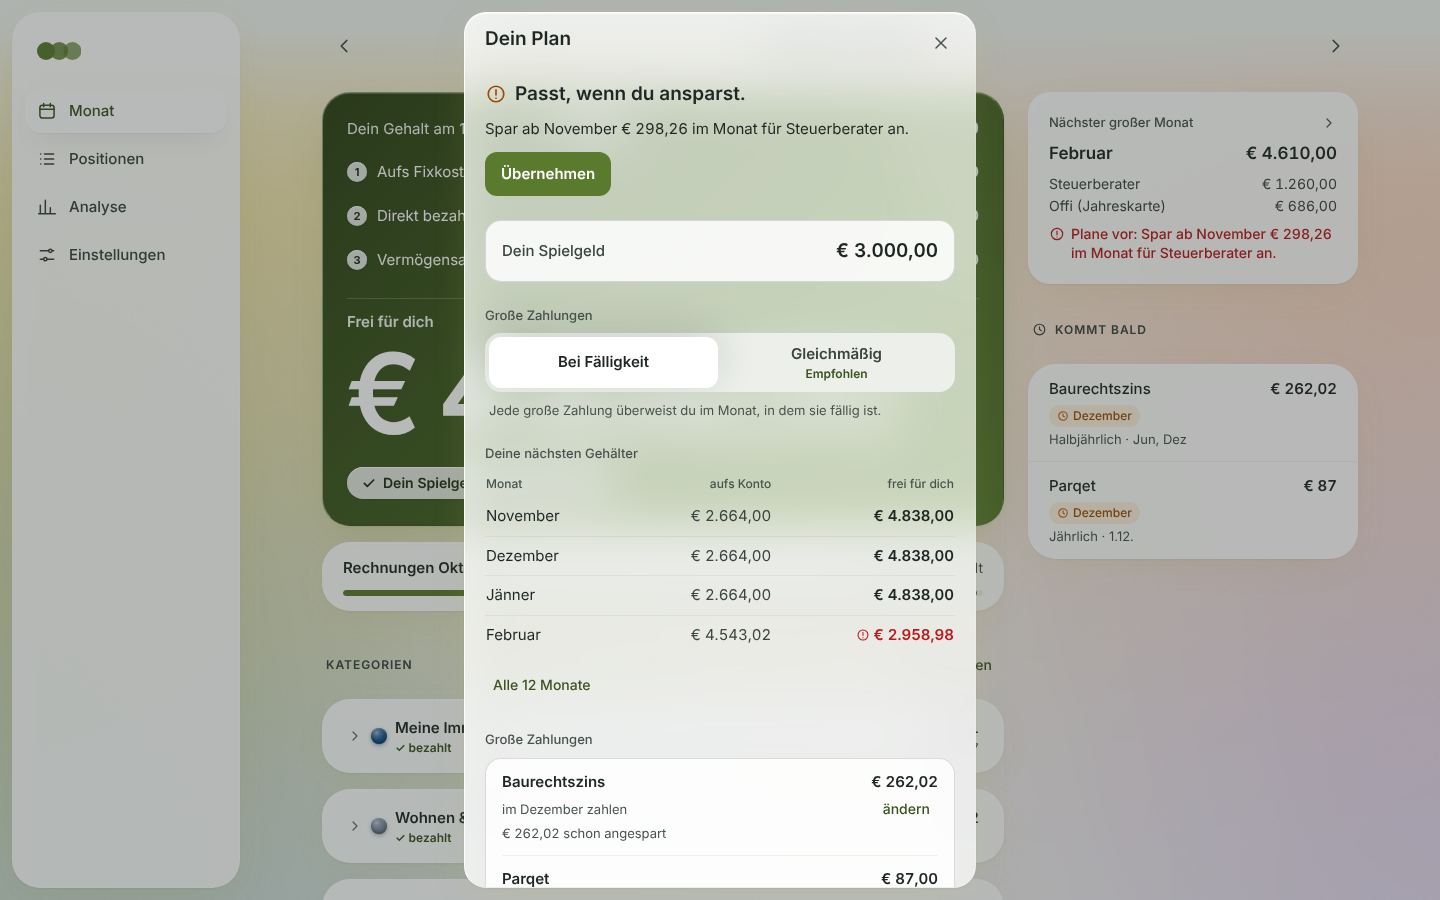 Monat
Positionen
Analyse
Einstellungen
Dein Gehalt am
1 Aufs Fixkost
2 Direkt bezah
3 Vermögensa
Frei für dich
€ 4
Dein Spielge
Rechnungen Okt
lt
KATEGORIEN
en
Meine Im
bezahlt
Wohnen &
bezahlt
Dein Plan
Passt, wenn du ansparst.
Spar ab November € 298,26 im Monat für Steuerberater an.
Übernehmen
Dein Spielgeld € 3.000,00
Große Zahlungen
Bei Fälligkeit
Gleichmäßig
Empfohlen
Jede große Zahlung überweist du im Monat, in dem sie fällig ist.
Deine nächsten Gehälter
Monat aufs Konto frei für dich
November € 2.664,00 € 4.838,00
Dezember € 2.664,00 € 4.838,00
Jänner € 2.664,00 € 4.838,00
Februar € 4.543,02 € 2.958,98
Alle 12 Monate
Große Zahlungen
Baurechtszins € 262,02
im Dezember zahlen ändern
€ 262,02 schon angespart
Parqet € 87,00
Nächster großer Monat
Februar € 4.610,00
Steuerberater € 1.260,00
Offi (Jahreskarte) € 686,00
Plane vor: Spar ab November € 298,26
im Monat für Steuerberater an.
KOMMT BALD
Baurechtszins € 262,02
Dezember
Halbjährlich · Jun, Dez
Parqet € 87
Dezember
Jährlich · 1.12.